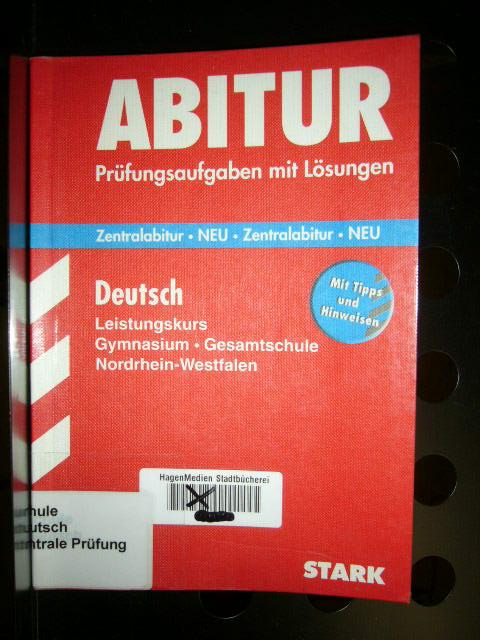 ABITUR
Prüfungsaufgaben mit Lösungen
Zentralabitur • NEU • Zentralabitur • NEU
Deutsch
Leistungskurs
Gymnasium • Gesamtschule
Nordrhein-Westfalen
Mit Tipps
und
Hinweisen
HagenMedien Stadtbücherei
Prüfung
STARK